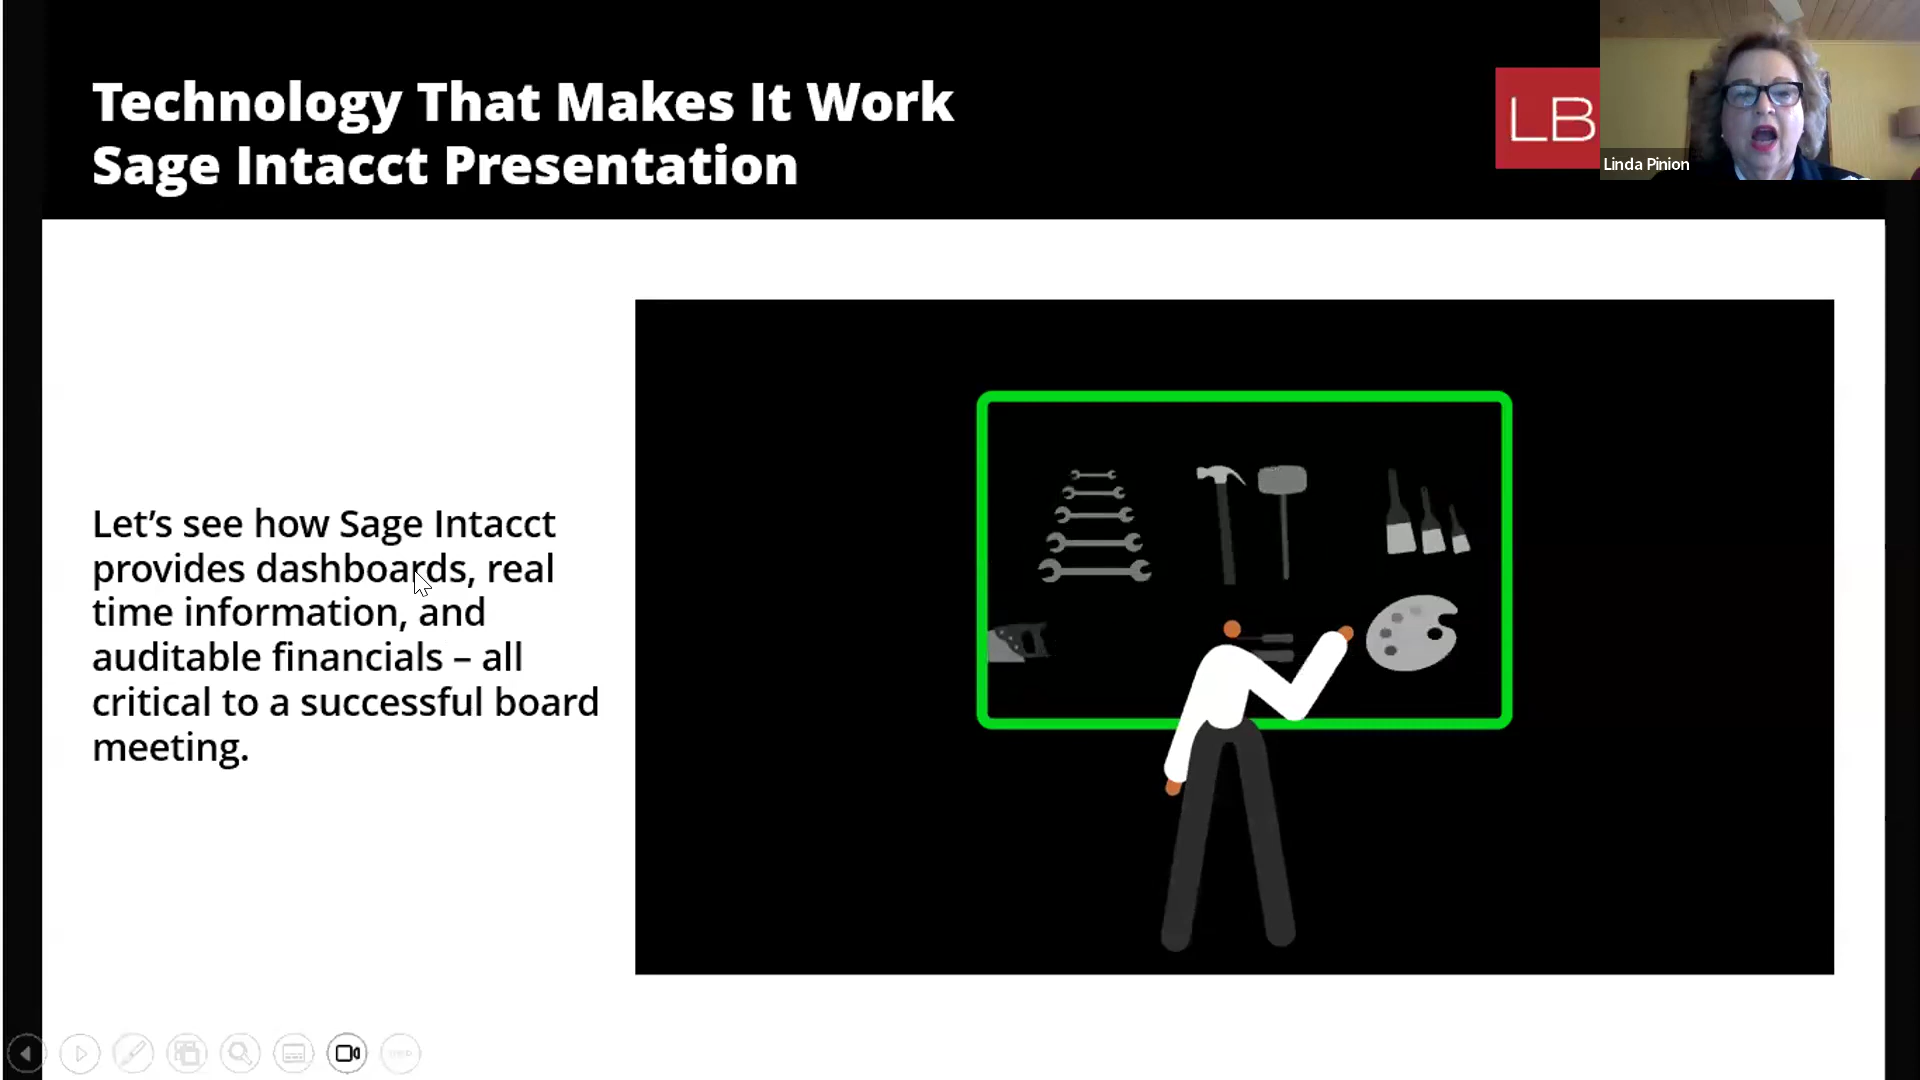 Technology That Makes It Work
Sage Intacct Presentation
LB
Linda Pinion
Let’s see how Sage Intacct
provides dashboards, real
time information, and
auditable financials – all
critical to a successful board
meeting.